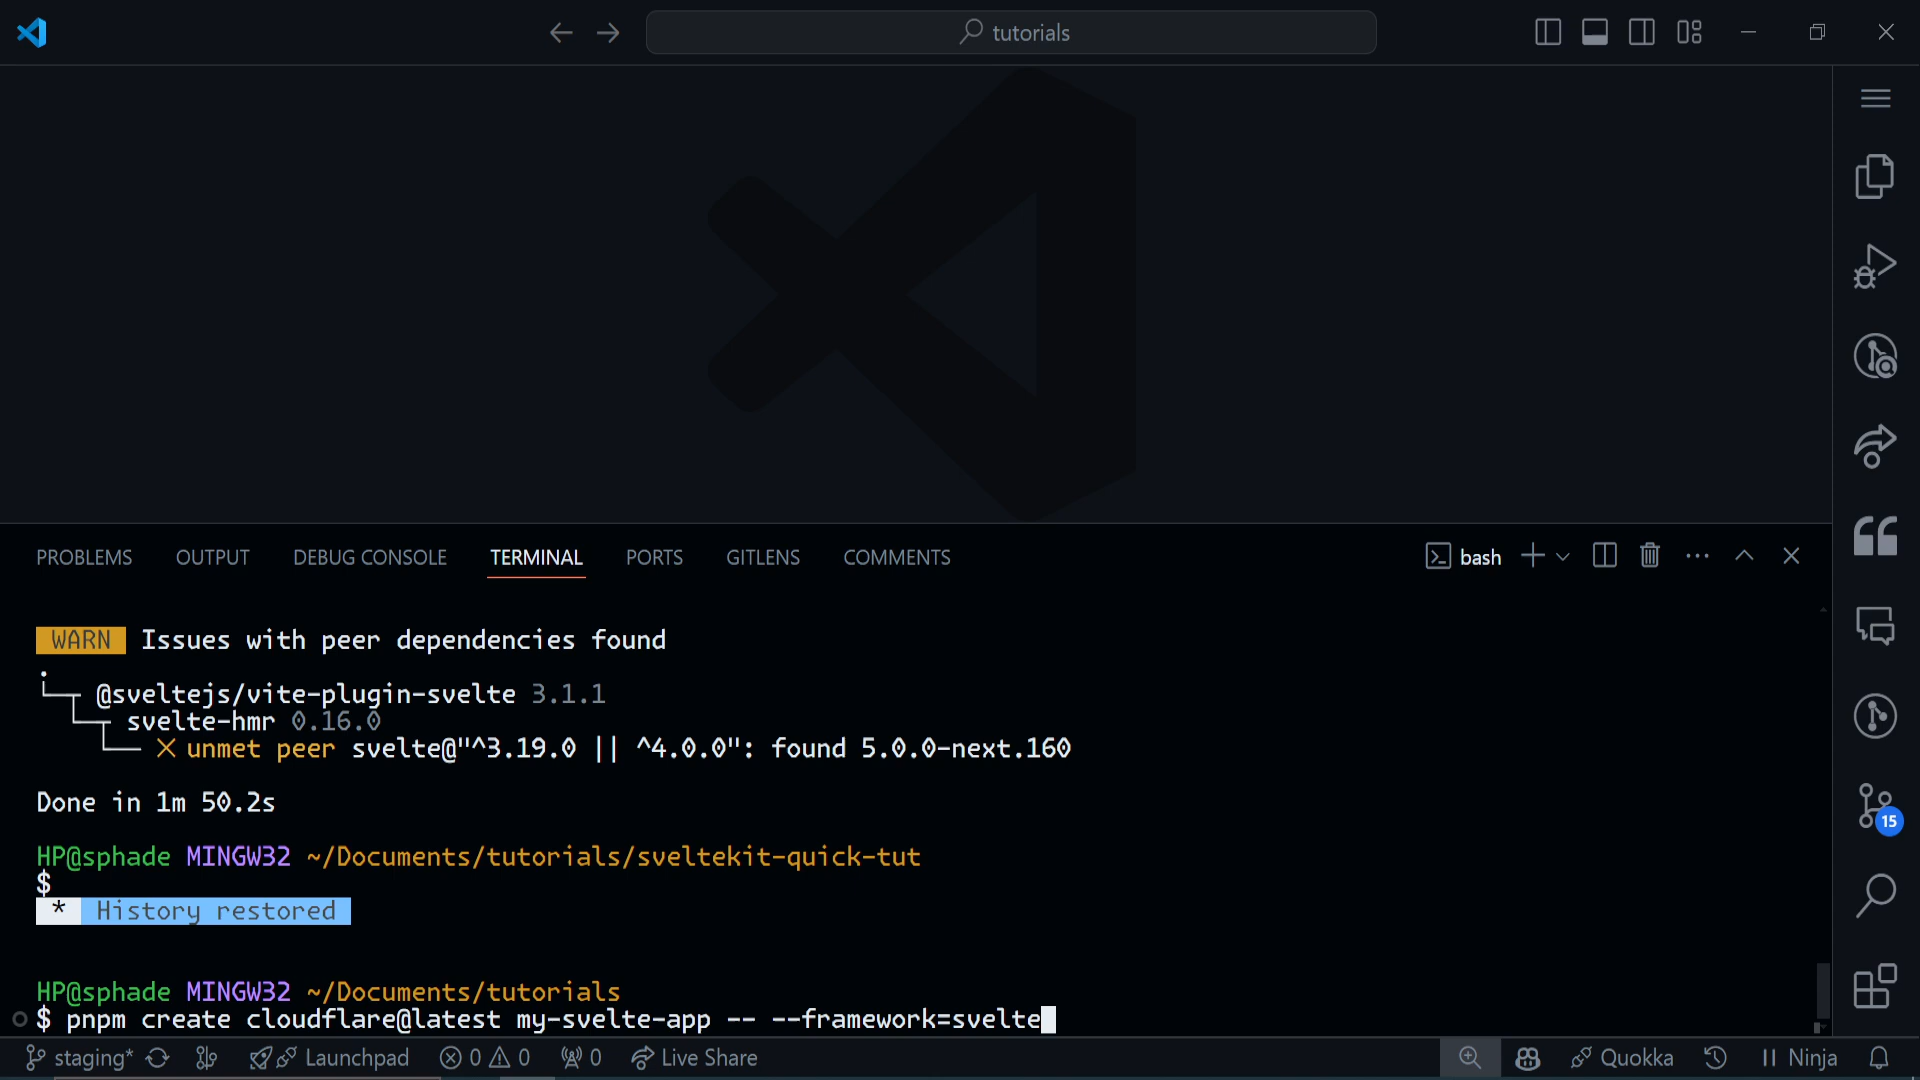 tutorials
PROBLEMS OUTPUT DEBUG CONSOLE TERMINAL PORTS GITLENS COMMENTS bash
WARN Issues with peer dependencies found
.
└─┬ @sveltejs/vite-plugin-svelte 3.1.1
└─┬ svelte-hmr 0.16.0
└── ✕ unmet peer svelte@"^3.19.0 || ^4.0.0": found 5.0.0-next.160
Done in 1m 50.2s
HP@sphade MINGW32 ~/Documents/tutorials/sveltekit-quick-tut
$
* History restored
HP@sphade MINGW32 ~/Documents/tutorials
$ pnpm create cloudflare@latest my-svelte-app -- --framework=svelte
15
staging* Launchpad 0 0 0 Live Share Quokka Ninja